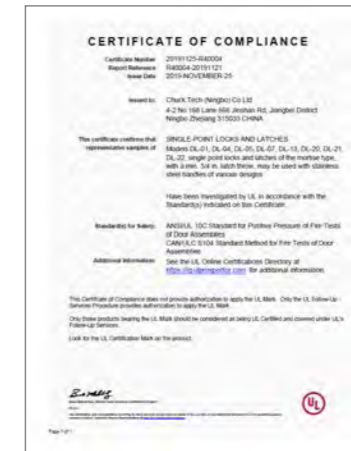 CERTIFICATE OF COMPLIANCE
Certificate Number 20191125-R40004
Report Reference R40004-20191121
Issue Date 2019-NOVEMBER-25
Issued to: Chuck Tech (Ningbo) Co Ltd
4-2 No 168 Lane 668 Jinshan Rd, Jiangbei District
Ningbo Zhejiang 315033 CHINA
This certificate confirms that SINGLE-POINT LOCKS AND LATCHES
representative samples of Models DL-01, DL-04, DL-05, DL-07, DL-13, DL-20, DL-21,
DL-22, single point locks and latches of the mortise type,
with a min. 3/4 in. latch throw, may be used with stainless
steel handles of various designs
Have been investigated by UL in accordance with the
Standard(s) indicated on this Certificate.
Standard(s) for Safety: ANSI/UL 10C Standard for Positive Pressure of Fire Tests
of Door Assemblies
CAN/ULC S104 Standard Method for Fire Tests of Door
Assemblies
Additional Information: See the UL Online Certifications Directory at
for additional information.
This Certificate of Compliance does not provide authorization to apply the UL Mark. Only the UL Follow-Up
Services Procedure provides authorization to apply the UL Mark.
Only those products bearing the UL Mark should be considered as being UL Certified and covered under UL's
Follow-Up Services.
Look for the UL Certification Mark on the product.
UL
Page 1 of 1